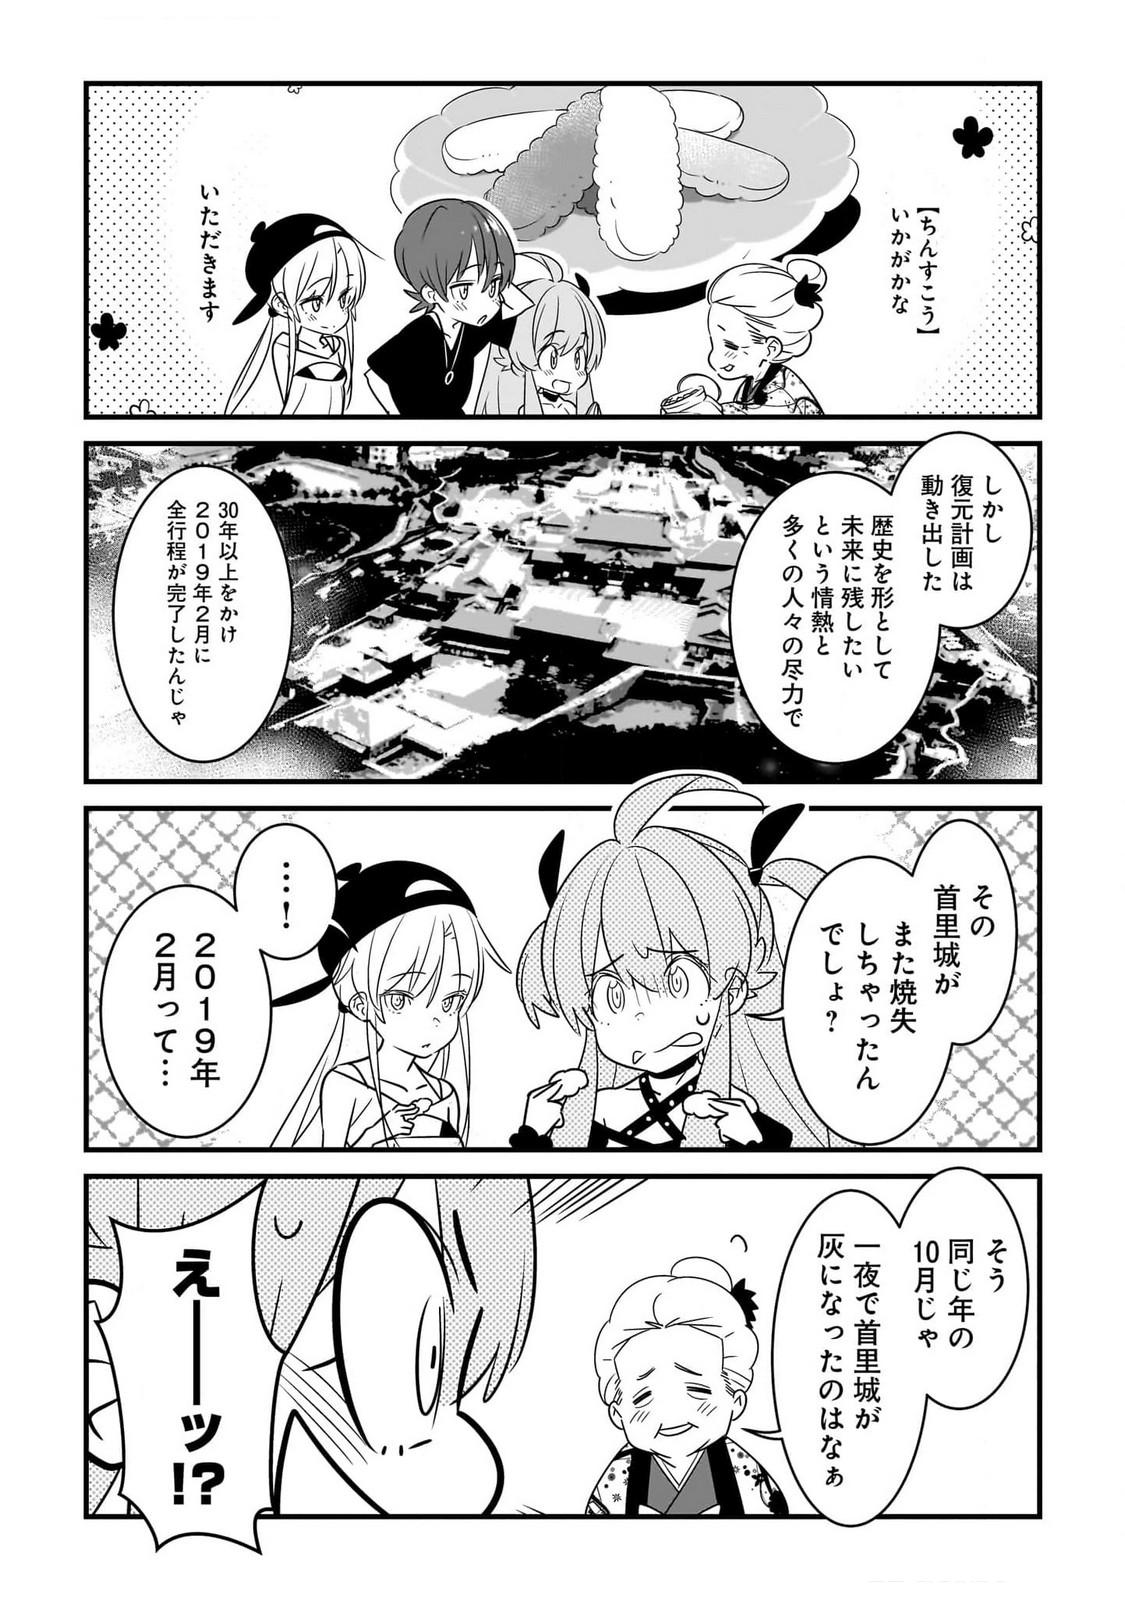 【ちんすこう】
いかがかな
いただきます
しかし
復元計画は
動き出した
歴史を形として
未来に残したい
という情熱と
多くの人々の尽力で
30年以上をかけ
2019年2月に
全行程が完了したんじゃ
その
首里城が
また焼失
しちゃったん
でしょ?
…!
2019年
2月って…
そう
同じ年の
10月じゃ
一夜で首里城が
灰になったのはなぁ
えーーッ!?